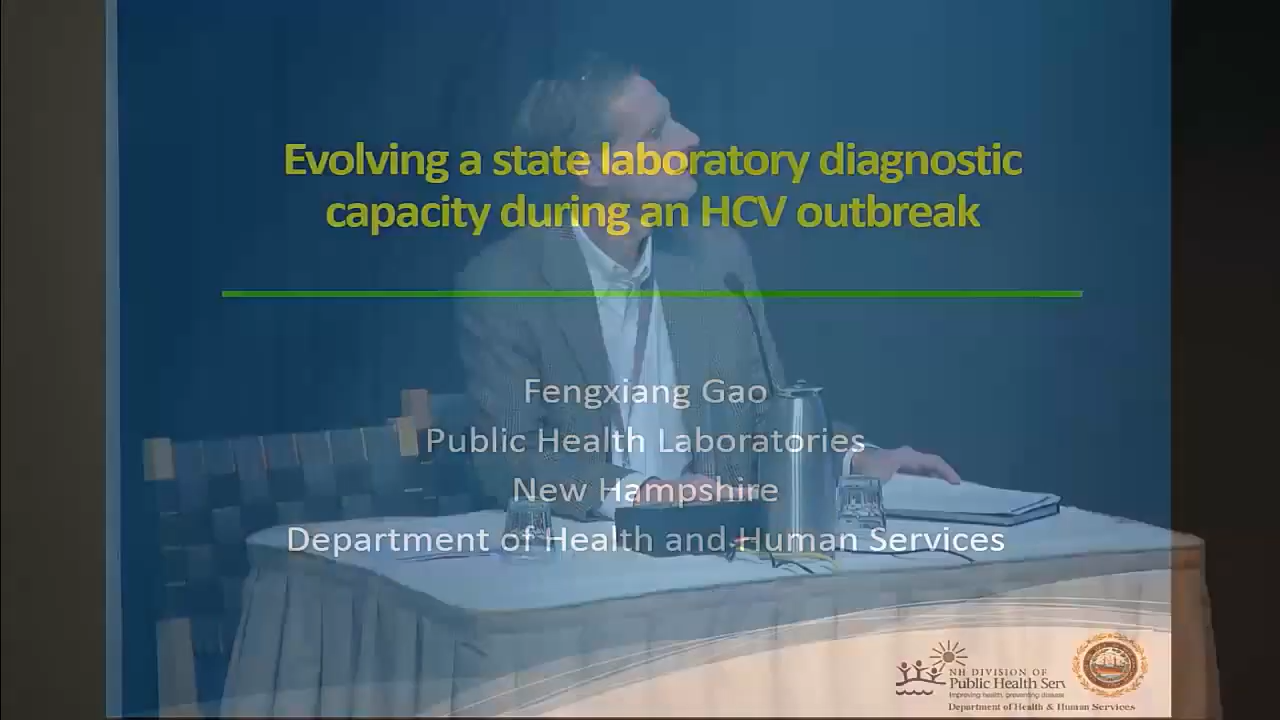 Evolving a state laboratory diagnostic
capacity during an HCV outbreak
Fengxiang Gao
Public Health Laboratories
New Hampshire
Department of Health and Human Services
NH DIVISION OF
Public Health Ser
Improving health, preventing disease
Department of Health & Human Services